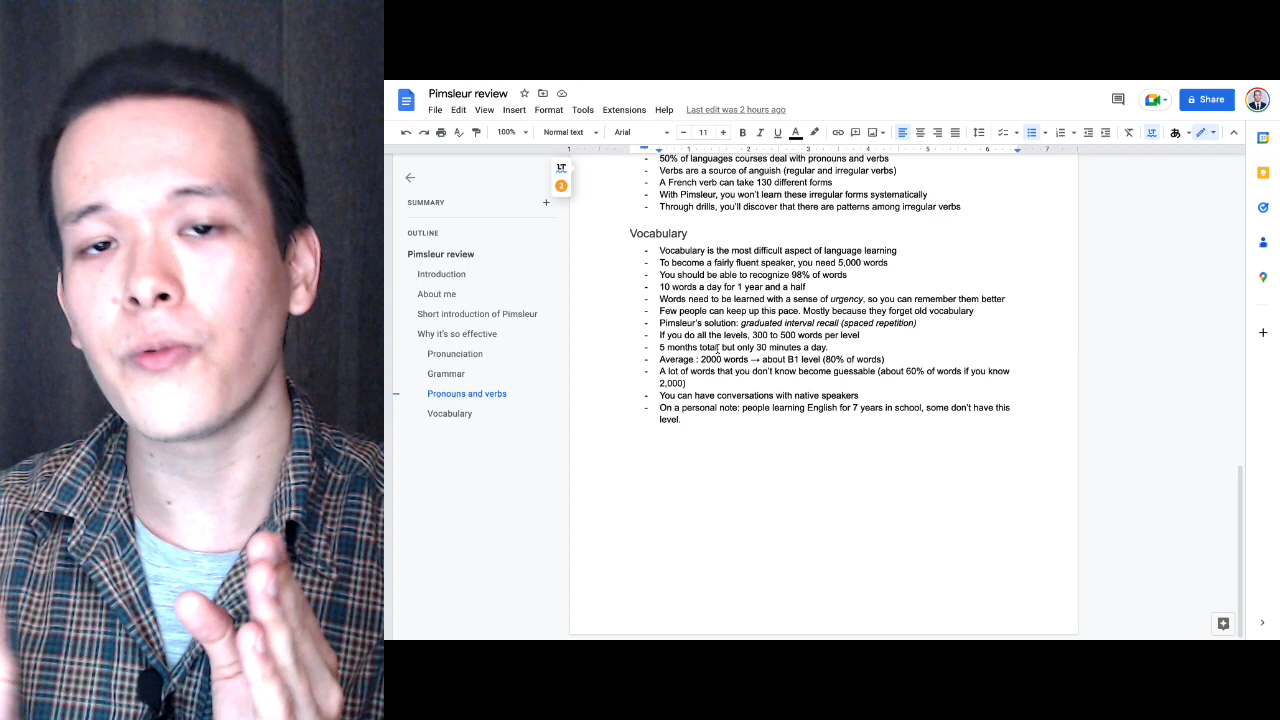 Pimsleur review
File Edit View Insert Format Tools Extensions Help Last edit was 2 hours ago
Share
100% Normal text Arial 11
1 1 2 3 4 5 6 7
LT
2
SUMMARY
OUTLINE
Pimsleur review
Introduction
About me
Short introduction of Pimsleur
Why it's so effective
Pronunciation
Grammar
Pronouns and verbs
Vocabulary
- 50% of languages courses deal with pronouns and verbs
- Verbs are a source of anguish (regular and irregular verbs)
- A French verb can take 130 different forms
- With Pimsleur, you won't learn these irregular forms systematically
- Through drills, you'll discover that there are patterns among irregular verbs
Vocabulary
- Vocabulary is the most difficult aspect of language learning
- To become a fairly fluent speaker, you need 5,000 words
- You should be able to recognize 98% of words
- 10 words a day for 1 year and a half
- Words need to be learned with a sense of urgency, so you can remember them better
- Few people can keep up this pace. Mostly because they forget old vocabulary
- Pimsleur's solution: graduated interval recall (spaced repetition)
- If you do all the levels, 300 to 500 words per level
- 5 months total but only 30 minutes a day.
- Average : 2000 words → about B1 level (80% of words)
- A lot of words that you don't know become guessable (about 60% of words if you know
2,000)
- You can have conversations with native speakers
- On a personal note: people learning English for 7 years in school, some don't have this
level.